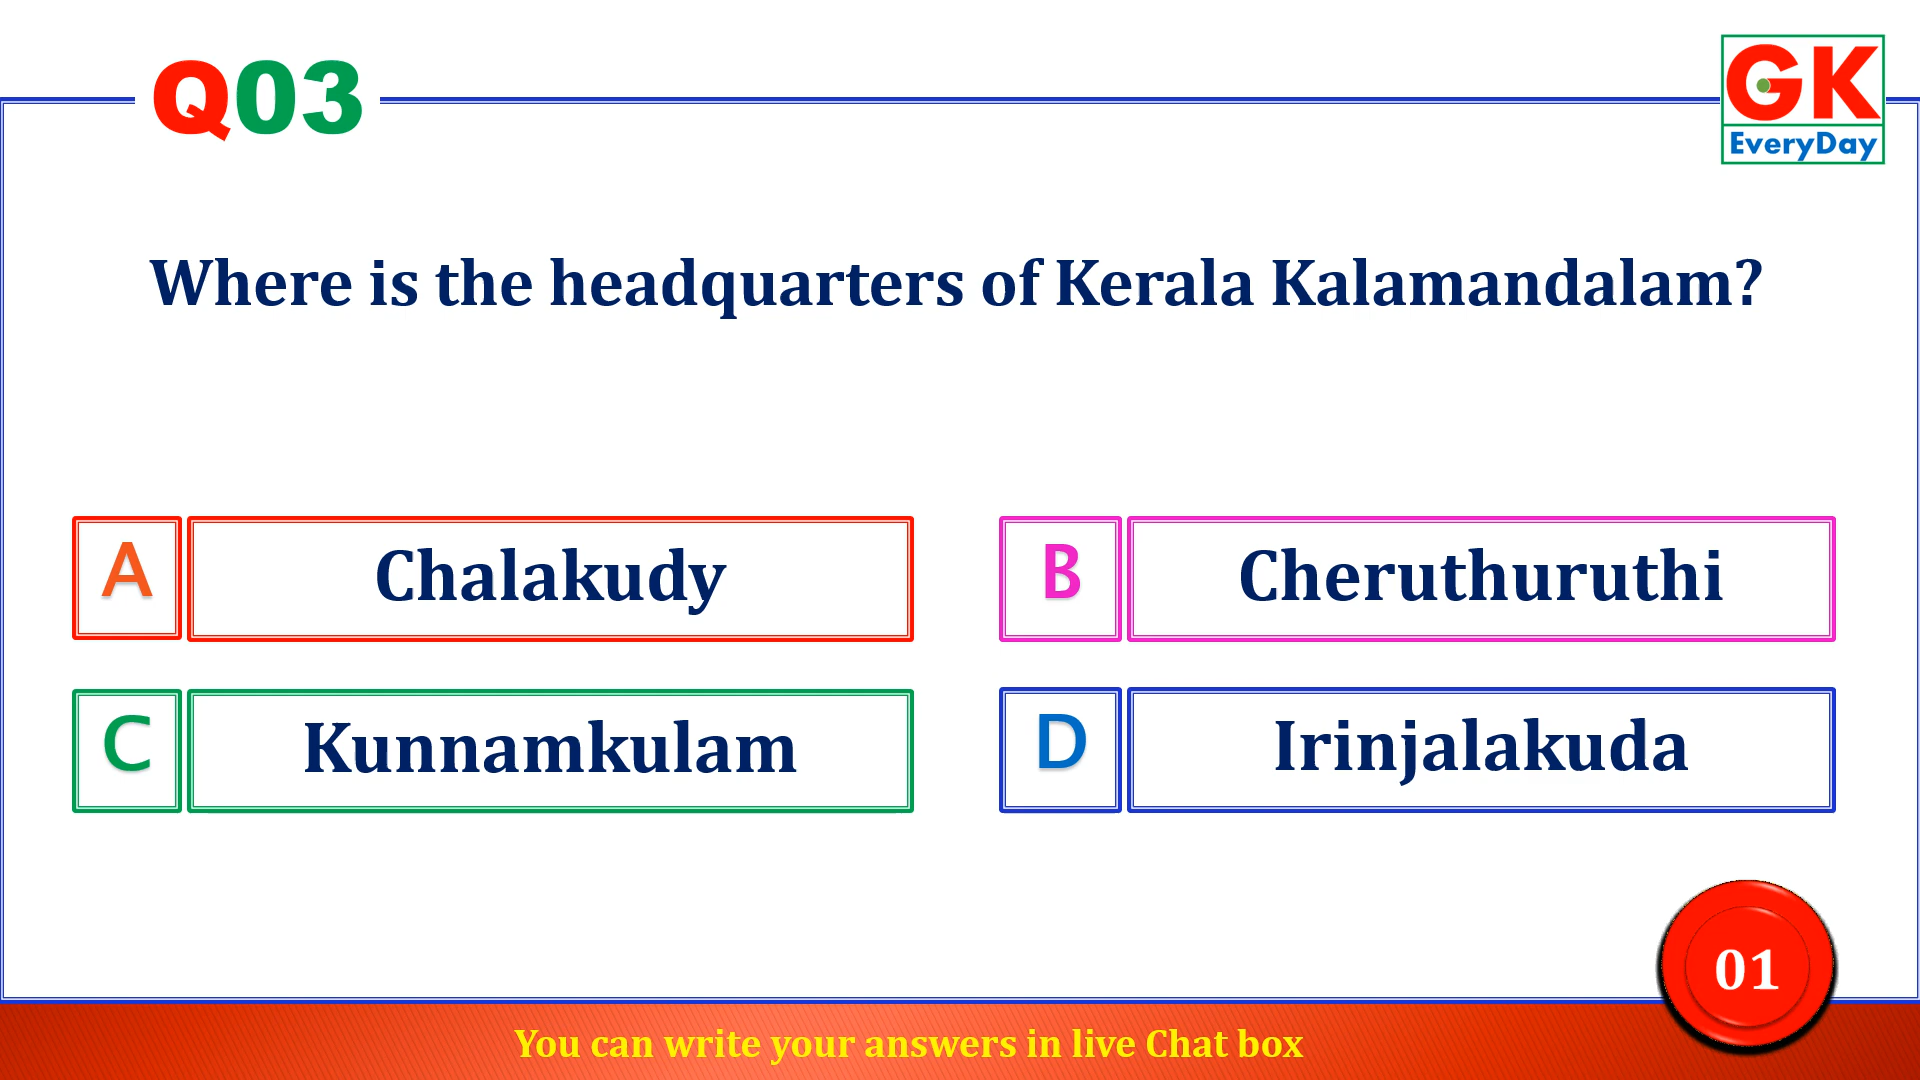 Q03
GK
EveryDay
Where is the headquarters of Kerala Kalamandalam?
A Chalakudy
B Cheruthuruthi
C Kunnamkulam
D Irinjalakuda
01
You can write your answers in live Chat box